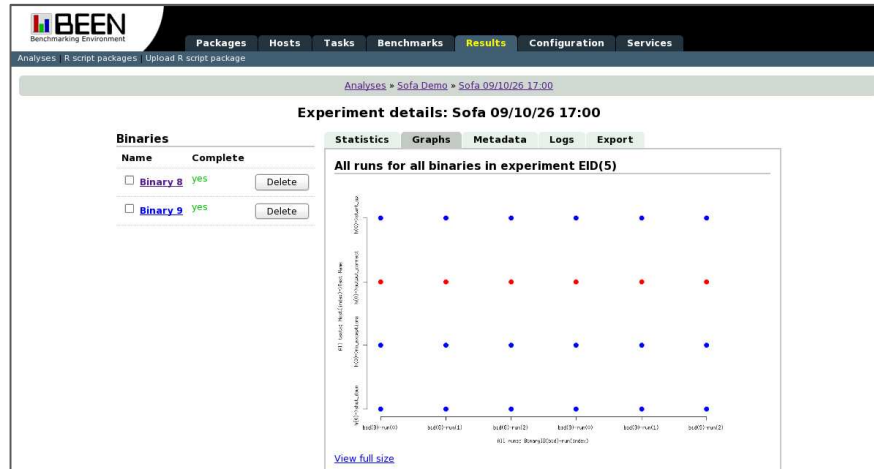 BEEN
Benchmarking Environment
Packages Hosts Tasks Benchmarks Results Configuration Services
Analyses | R script packages | Upload R script package
Analyses » Sofa Demo » Sofa 09/10/26 17:00
Experiment details: Sofa 09/10/26 17:00
Binaries
Name Complete
Binary 8 yes Delete
Binary 9 yes Delete
Statistics Graphs Metadata Logs Export
All runs for all binaries in experiment EID(5)
View full size